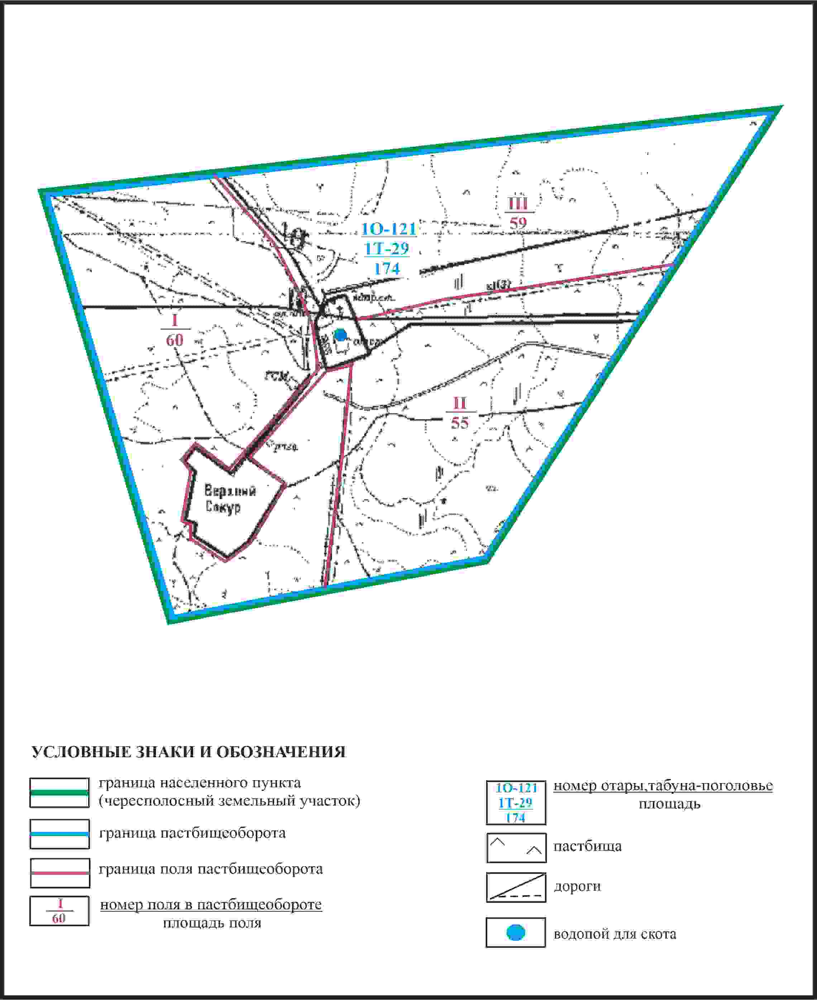 III
59
1О-121
1Т-29
174
I
60
II
55
Верхний
УСЛОВНЫЕ ЗНАКИ И ОБОЗНАЧЕНИЯ
граница населенного пункта
(чересполосный земельный участок)
граница пастбищеоборота
граница поля пастбищеоборота
I
60
номер поля в пастбищеобороте
площадь поля
1О-121
1Т-29
174
номер отары,табуна-поголовье
площадь
пастбища
дороги
водопой для скота